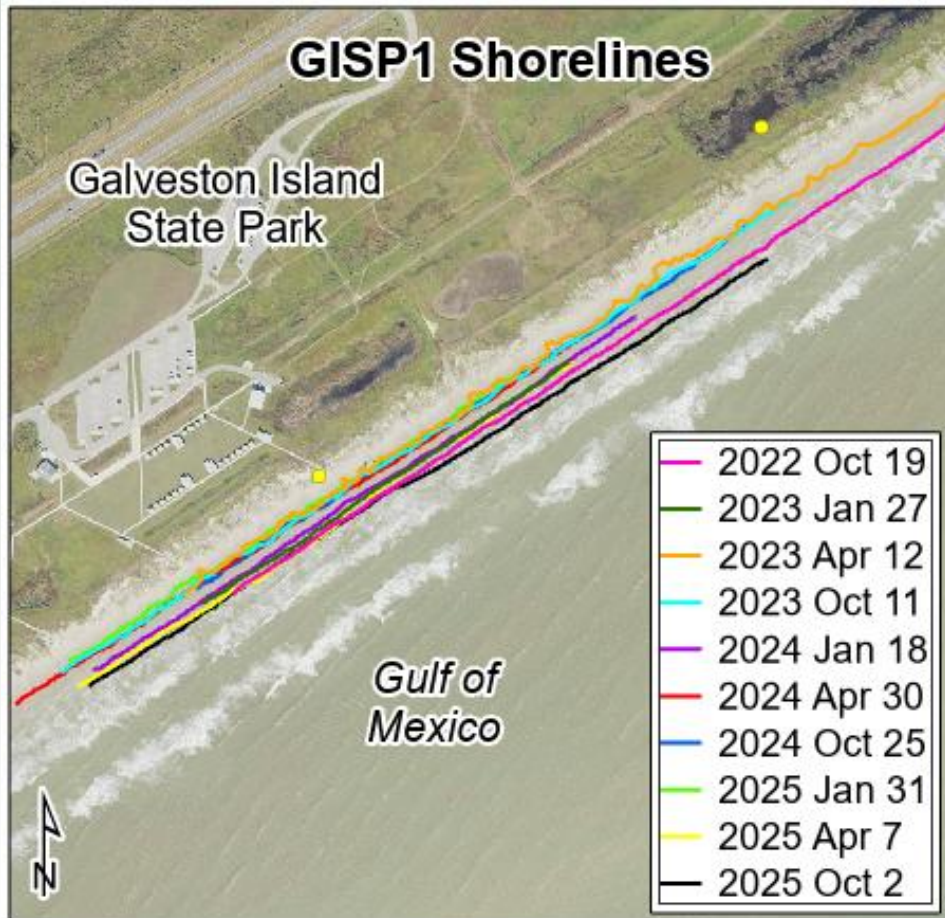 GISP1 Shorelines
Galveston Island
State Park
Gulf of
Mexico
N
2022 Oct 19
2023 Jan 27
2023 Apr 12
2023 Oct 11
2024 Jan 18
2024 Apr 30
2024 Oct 25
2025 Jan 31
2025 Apr 7
2025 Oct 2